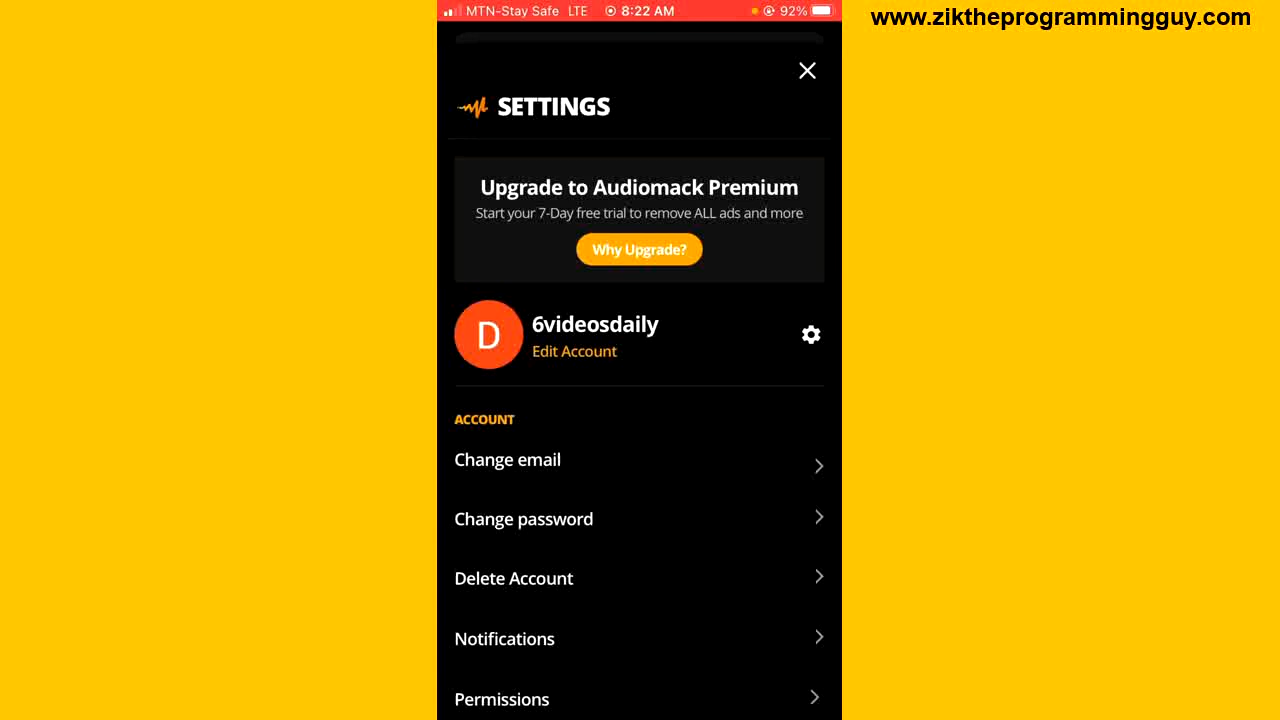 MTN-Stay Safe LTE 8:22 AM 92%
www.ziktheprogrammingguy.com
SETTINGS
Upgrade to Audiomack Premium
Start your 7-Day free trial to remove ALL ads and more
Why Upgrade?
D
6videosdaily
Edit Account
ACCOUNT
Change email
Change password
Delete Account
Notifications
Permissions